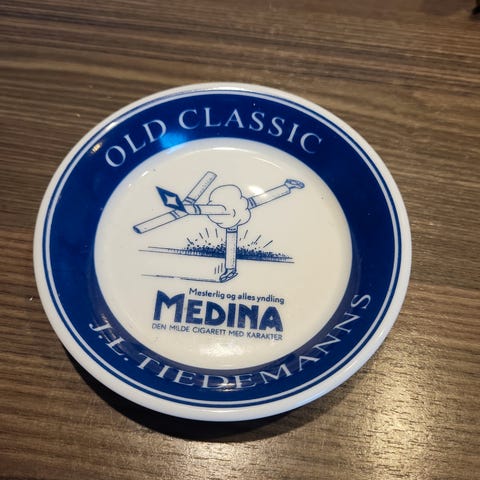 OLD CLASSIC
Mesterlig og alles yndling
MEDINA
DEN MILDE CIGARETT MED KARAKTER
J.L. TIEDEMANNS